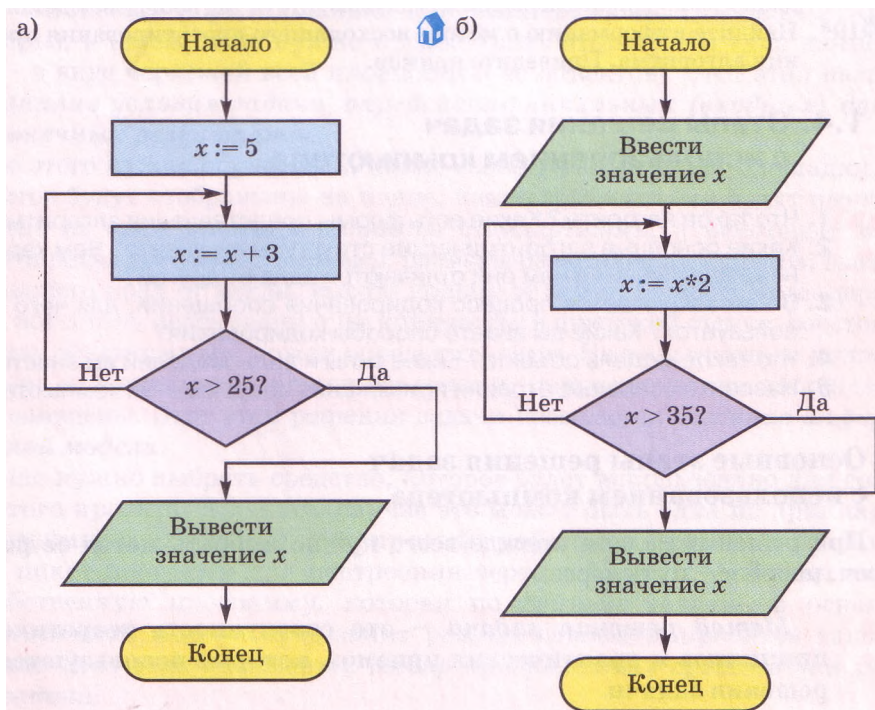 а)
Начало
x := 5
x := x + 3
Нет
x > 25?
Да
Вывести
значение x
Конец
б)
Начало
Ввести
значение x
x := x*2
Нет
x > 35?
Да
Вывести
значение x
Конец